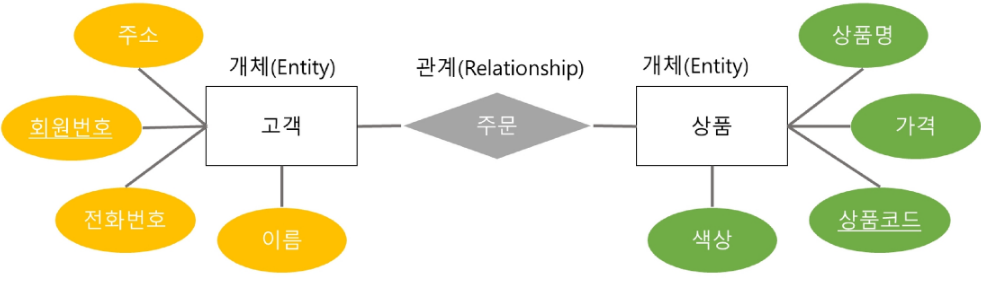 주소
상품명
개체(Entity)
관계(Relationship)
개체(Entity)
회원번호
고객
주문
상품
가격
전화번호
이름
색상
상품코드